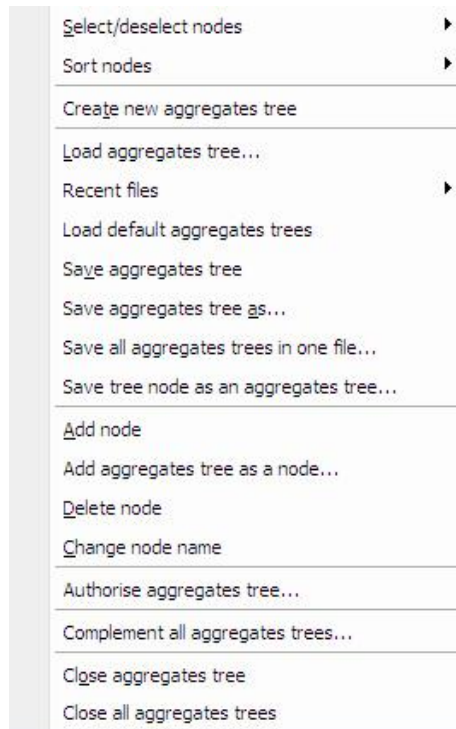 Select/deselect nodes
Sort nodes
Create new aggregates tree
Load aggregates tree...
Recent files
Load default aggregates trees
Save aggregates tree
Save aggregates tree as...
Save all aggregates trees in one file...
Save tree node as an aggregates tree...
Add node
Add aggregates tree as a node...
Delete node
Change node name
Authorise aggregates tree...
Complement all aggregates trees...
Close aggregates tree
Close all aggregates trees